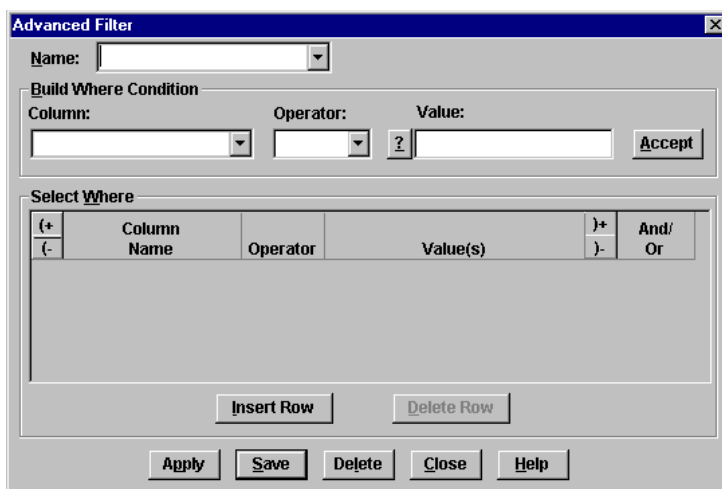 Advanced Filter
Name:
Build Where Condition
Column: Operator: Value:
? Accept
Select Where
(+ Column )+ And/
(- Name Operator Value(s) )- Or
Insert Row Delete Row
Apply Save Delete Close Help